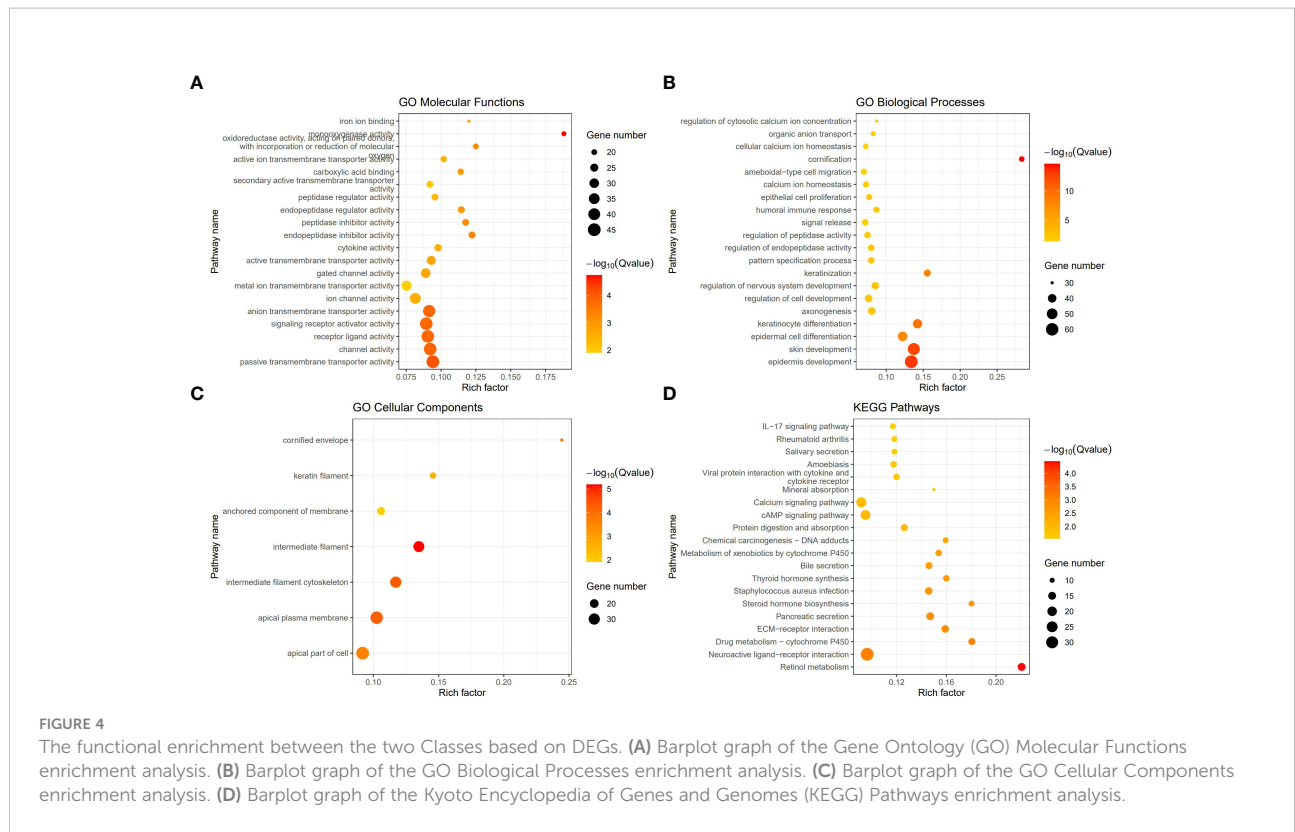 A
GO Molecular Functions
Pathway name
iron ion binding
monooxygenase activity
oxidoreductase activity, acting on paired donors,
with incorporation or reduction of molecular
oxygen
active ion transmembrane transporter activity
carboxylic acid binding
secondary active transmembrane transporter
activity
peptidase regulator activity
endopeptidase regulator activity
peptidase inhibitor activity
endopeptidase inhibitor activity
cytokine activity
active transmembrane transporter activity
gated channel activity
metal ion transmembrane transporter activity
ion channel activity
anion transmembrane transporter activity
signaling receptor activator activity
receptor ligand activity
channel activity
passive transmembrane transporter activity
0.075 0.100 0.125 0.150 0.175
Rich factor
Gene number
20
25
30
35
40
45
−log10(Qvalue)
4
3
2
B
GO Biological Processes
Pathway name
regulation of cytosolic calcium ion concentration
organic anion transport
cellular calcium ion homeostasis
cornification
ameboidal−type cell migration
calcium ion homeostasis
epithelial cell proliferation
humoral immune response
signal release
regulation of peptidase activity
regulation of endopeptidase activity
pattern specification process
keratinization
regulation of nervous system development
regulation of cell development
axonogenesis
keratinocyte differentiation
epidermal cell differentiation
skin development
epidermis development
0.10 0.15 0.20 0.25
Rich factor
−log10(Qvalue)
10
5
Gene number
30
40
50
60
C
GO Cellular Components
Pathway name
cornified envelope
keratin filament
anchored component of membrane
intermediate filament
intermediate filament cytoskeleton
apical plasma membrane
apical part of cell
0.10 0.15 0.20 0.25
Rich factor
−log10(Qvalue)
5
4
3
2
Gene number
20
30
D
KEGG Pathways
Pathway name
IL−17 signaling pathway
Rheumatoid arthritis
Salivary secretion
Amoebiasis
Viral protein interaction with cytokine and
cytokine receptor
Mineral absorption
Calcium signaling pathway
cAMP signaling pathway
Protein digestion and absorption
Chemical carcinogenesis − DNA adducts
Metabolism of xenobiotics by cytochrome P450
Bile secretion
Thyroid hormone synthesis
Staphylococcus aureus infection
Steroid hormone biosynthesis
Pancreatic secretion
ECM−receptor interaction
Drug metabolism − cytochrome P450
Neuroactive ligand−receptor interaction
Retinol metabolism
0.12 0.16 0.20
Rich factor
−log10(Qvalue)
4.0
3.5
3.0
2.5
2.0
Gene number
10
15
20
25
30
FIGURE 4
The functional enrichment between the two Classes based on DEGs. (A) Barplot graph of the Gene Ontology (GO) Molecular Functions
enrichment analysis. (B) Barplot graph of the GO Biological Processes enrichment analysis. (C) Barplot graph of the GO Cellular Components
enrichment analysis. (D) Barplot graph of the Kyoto Encyclopedia of Genes and Genomes (KEGG) Pathways enrichment analysis.